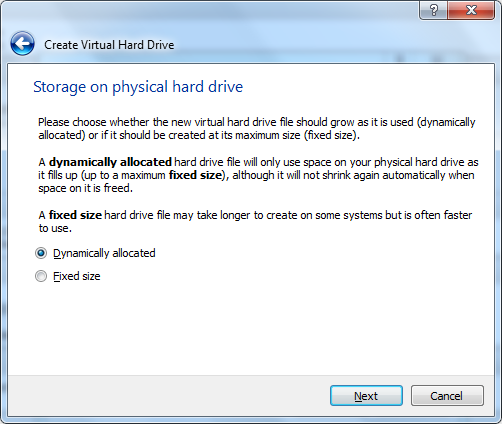 Create Virtual Hard Drive
Storage on physical hard drive
Please choose whether the new virtual hard drive file should grow as it is used (dynamically
allocated) or if it should be created at its maximum size (fixed size).
A dynamically allocated hard drive file will only use space on your physical hard drive as
it fills up (up to a maximum fixed size), although it will not shrink again automatically when
space on it is freed.
A fixed size hard drive file may take longer to create on some systems but is often faster
to use.
Dynamically allocated
Fixed size
Next
Cancel